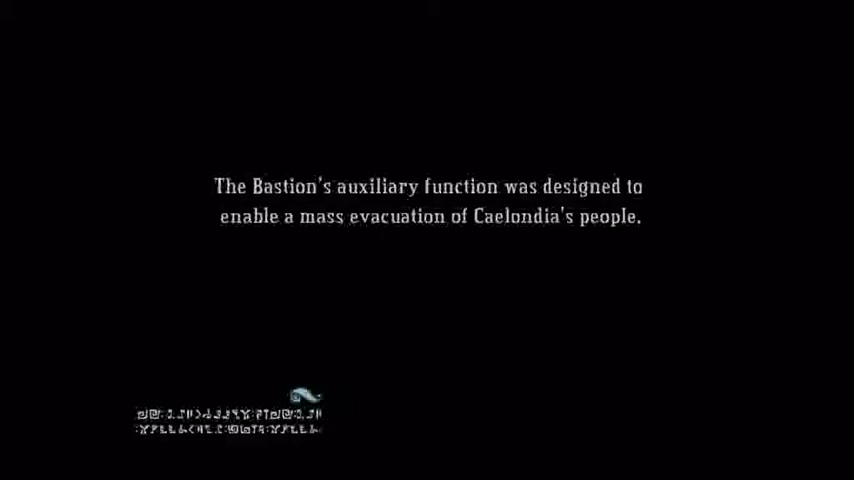 The Bastion's auxiliary function was designed to
enable a mass evacuation of Caelondia's people.